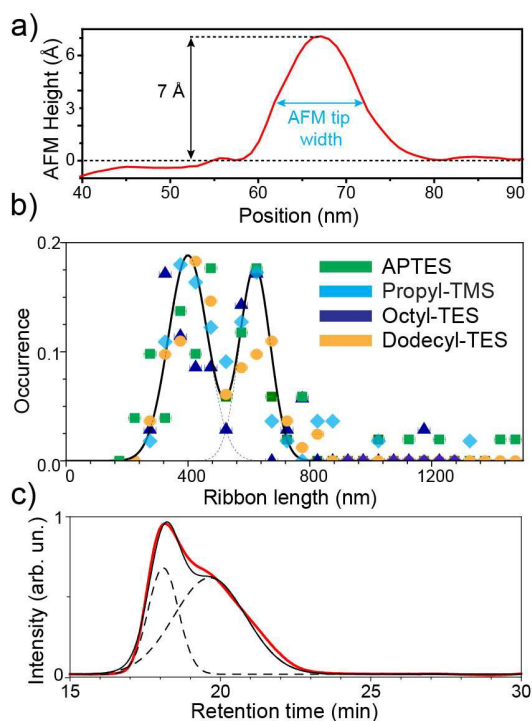 a)
AFM Height (Å)
6
3
0
7 Å
AFM tip
width
40 50 60 70 80 90
Position (nm)
b)
Occurrence
0.2
0.1
0.0
APTES
Propyl-TMS
Octyl-TES
Dodecyl-TES
0 400 800 1200
Ribbon length (nm)
c)
Intensity (arb. un.)
1
0
15 20 25 30
Retention time (min)